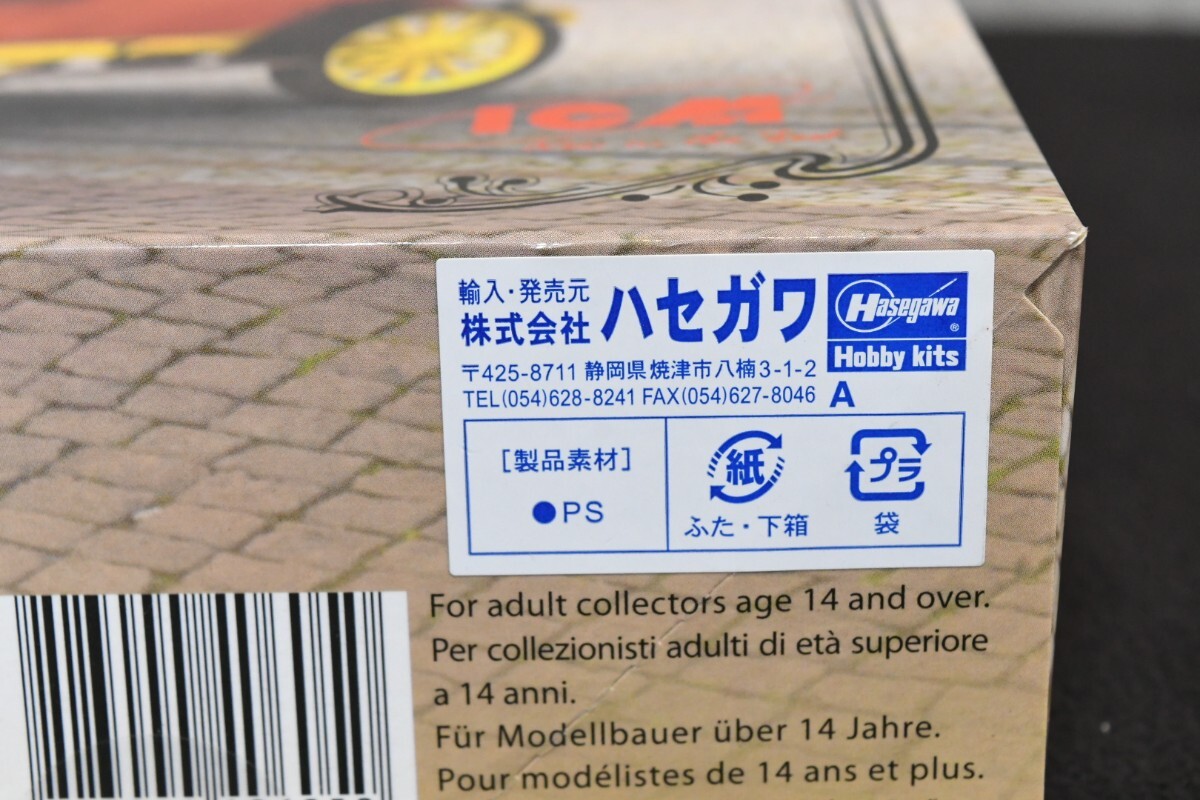 ICM
輸入・発売元
株式会社 ハセガワ
Hasegawa ®
Hobby kits
〒425-8711 静岡県焼津市八楠3-1-2
TEL(054)628-8241 FAX(054)627-8046 A
[製品素材]
●PS
紙
ふた・下箱
プラ
袋
For adult collectors age 14 and over.
Per collezionisti adulti di età superiore
a 14 anni.
Für Modellbauer über 14 Jahre.
Pour modélistes de 14 ans et plus.